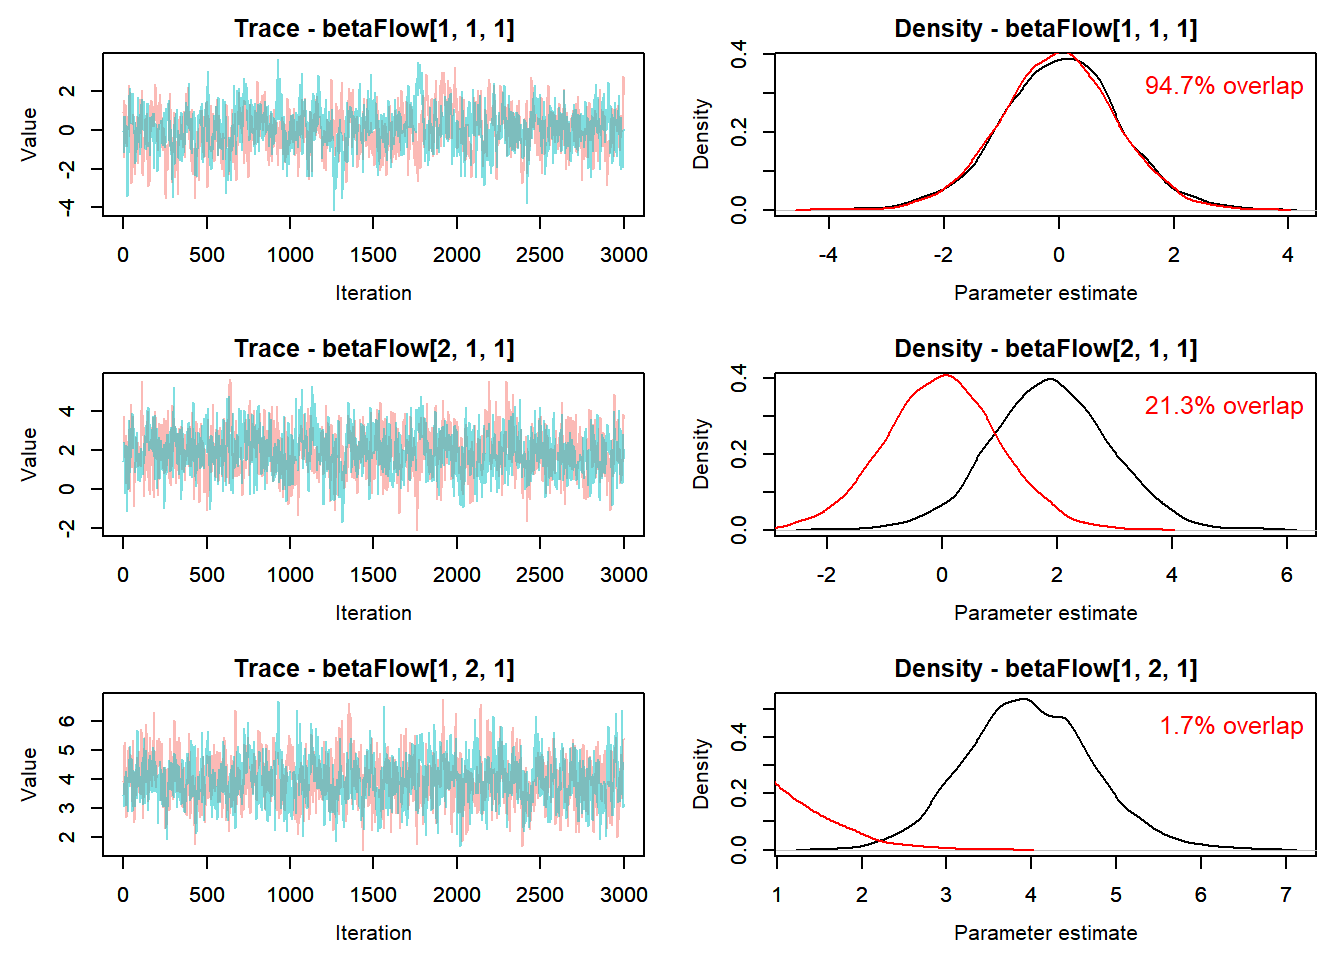 Trace - betaFlow[1, 1, 1]
Value
2
0
-2
-4
0 500 1000 1500 2000 2500 3000
Iteration
Density - betaFlow[1, 1, 1]
Density
0.4
0.2
0.0
94.7% overlap
-4 -2 0 2 4
Parameter estimate
Trace - betaFlow[2, 1, 1]
Value
4
2
0
-2
0 500 1000 1500 2000 2500 3000
Iteration
Density - betaFlow[2, 1, 1]
Density
0.4
0.2
0.0
21.3% overlap
-2 0 2 4 6
Parameter estimate
Trace - betaFlow[1, 2, 1]
Value
6
5
4
3
2
0 500 1000 1500 2000 2500 3000
Iteration
Density - betaFlow[1, 2, 1]
Density
0.4
0.2
0.0
1.7% overlap
1 2 3 4 5 6 7
Parameter estimate